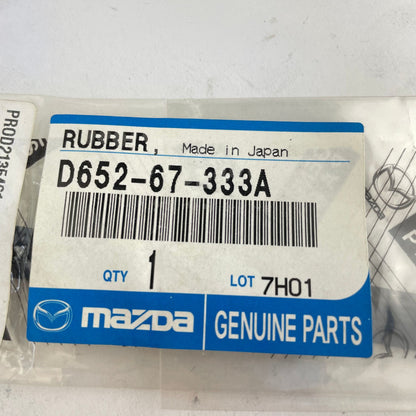 RUBBER, Made in Japan
D652-67-333A
QTY 1 LOT 7H01
mazda GENUINE PARTS